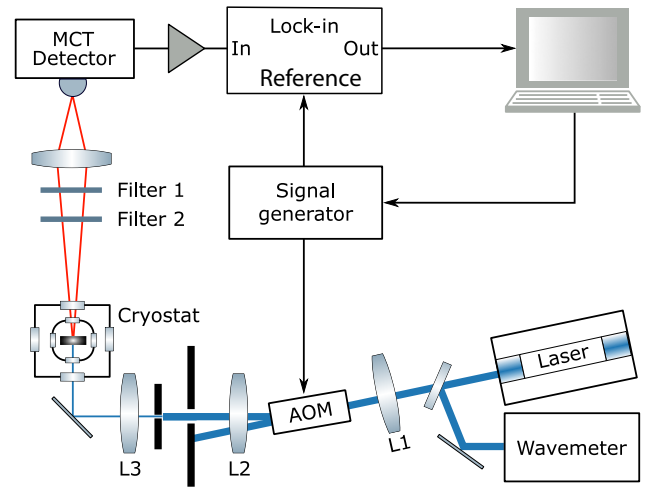 MCT
Detector
Lock-in
In
Out
Reference
Filter 1
Filter 2
Signal
generator
Cryostat
Laser
AOM
L1
L2
L3
Wavemeter